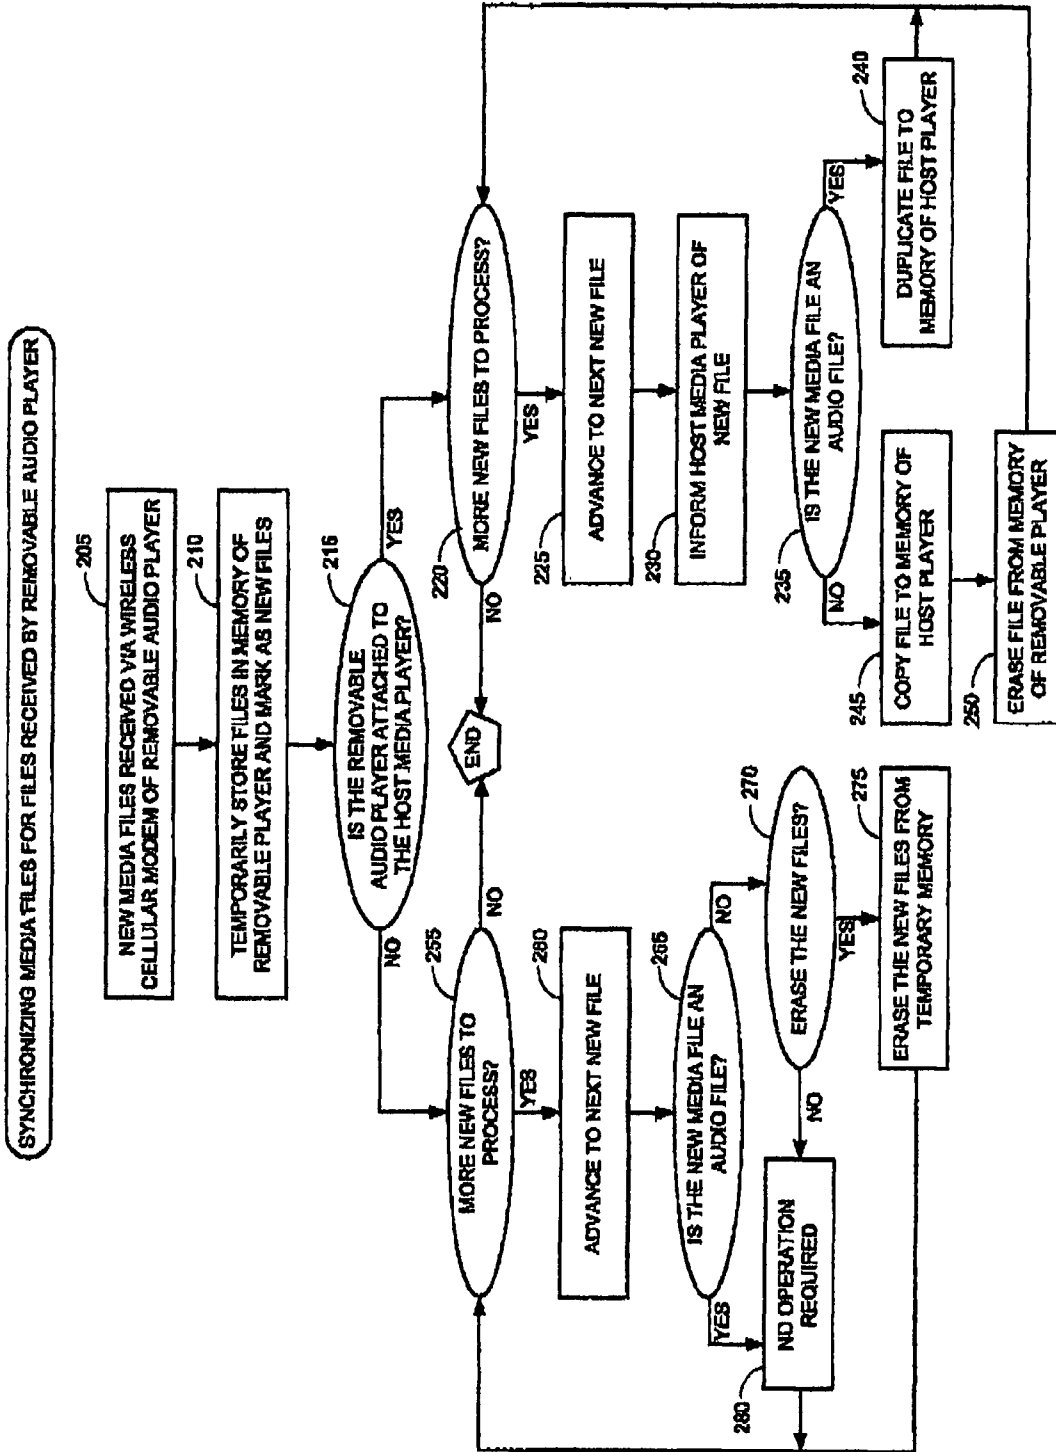 SYNCHRONIZING MEDIA FILES FOR FILES RECEIVED BY REMOVABLE AUDIO PLAYER
205
NEW MEDIA FILES RECEIVED VIA WIRELESS
CELLULAR MODEM OF REMOVABLE AUDIO PLAYER
210
TEMPORARILY STORE FILES IN MEMORY OF
REMOVABLE PLAYER AND MARK AS NEW FILES
215
IS THE REMOVABLE
AUDIO PLAYER ATTACHED TO
THE HOST MEDIA PLAYER?
NO
YES
255
MORE NEW FILES TO
PROCESS?
NO
YES
END
220
MORE NEW FILES TO PROCESS?
NO
YES
280
ADVANCE TO NEXT NEW FILE
225
ADVANCE TO NEXT NEW FILE
230
INFORM HOST MEDIA PLAYER OF
NEW FILE
265
IS THE NEW MEDIA FILE AN
AUDIO FILE?
YES
NO
235
IS THE NEW MEDIA FILE AN
AUDIO FILE?
NO
YES
280
NO OPERATION
REQUIRED
270
ERASE THE NEW FILES?
NO
YES
275
ERASE THE NEW FILES FROM
TEMPORARY MEMORY
245
COPY FILE TO MEMORY OF
HOST PLAYER
240
DUPLICATE FILE TO
MEMORY OF HOST PLAYER
250
ERASE FILE FROM MEMORY
OF REMOVABLE PLAYER